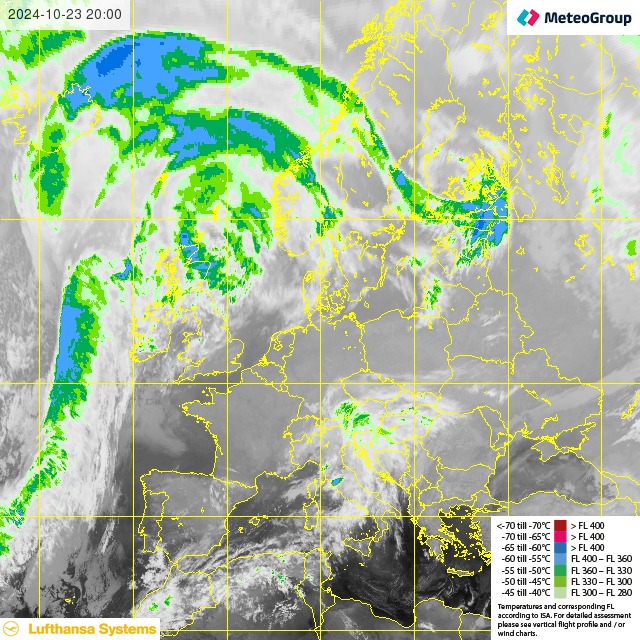 2024-10-23 20:00
MeteoGroup
<-70 till -70°C > FL 400
-70 till -65°C > FL 400
-65 till -60°C > FL 400
-60 till -55°C FL 400 – FL 360
-55 till -50°C FL 360 – FL 330
-50 till -45°C FL 330 – FL 300
-45 till -40°C FL 300 – FL 280
Temperatures and corresponding FL
according to ISA. For detailed assessment
please see vertical flight profile and / or
wind charts.
Lufthansa Systems